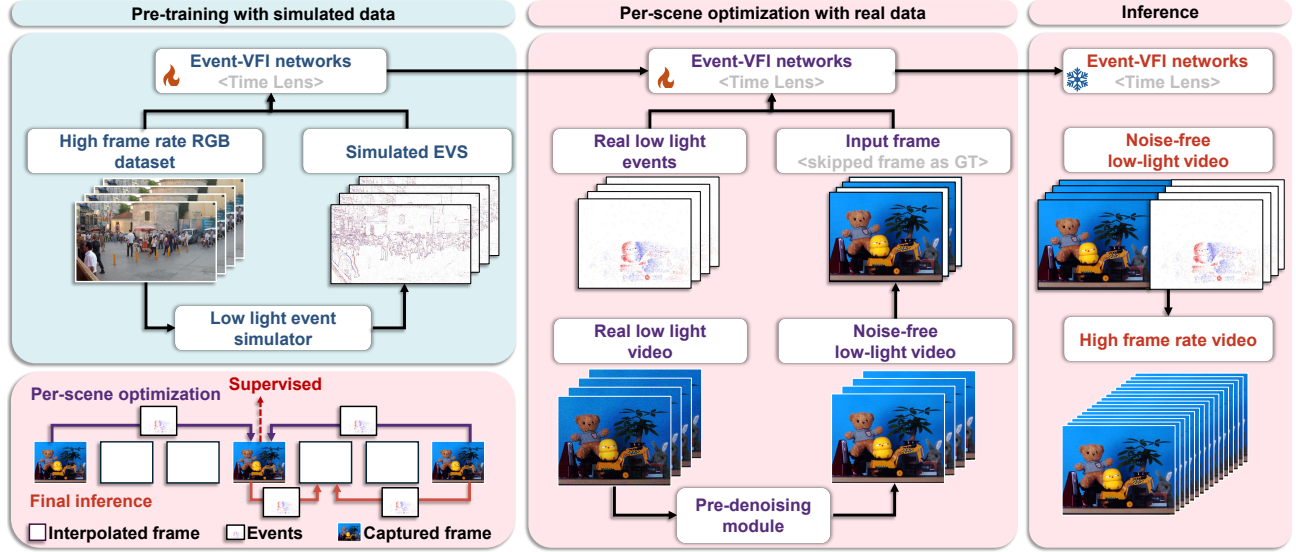 Pre-training with simulated data
Event-VFI networks
<Time Lens>
High frame rate RGB
dataset
Simulated EVS
Low light event
simulator
Per-scene optimization
Supervised
Final inference
Interpolated frame
Events
Captured frame
Per-scene optimization with real data
Event-VFI networks
<Time Lens>
Real low light
events
Input frame
<skipped frame as GT>
Real low light
video
Noise-free
low-light video
Pre-denoising
module
Inference
Event-VFI networks
<Time Lens>
Noise-free
low-light video
High frame rate video